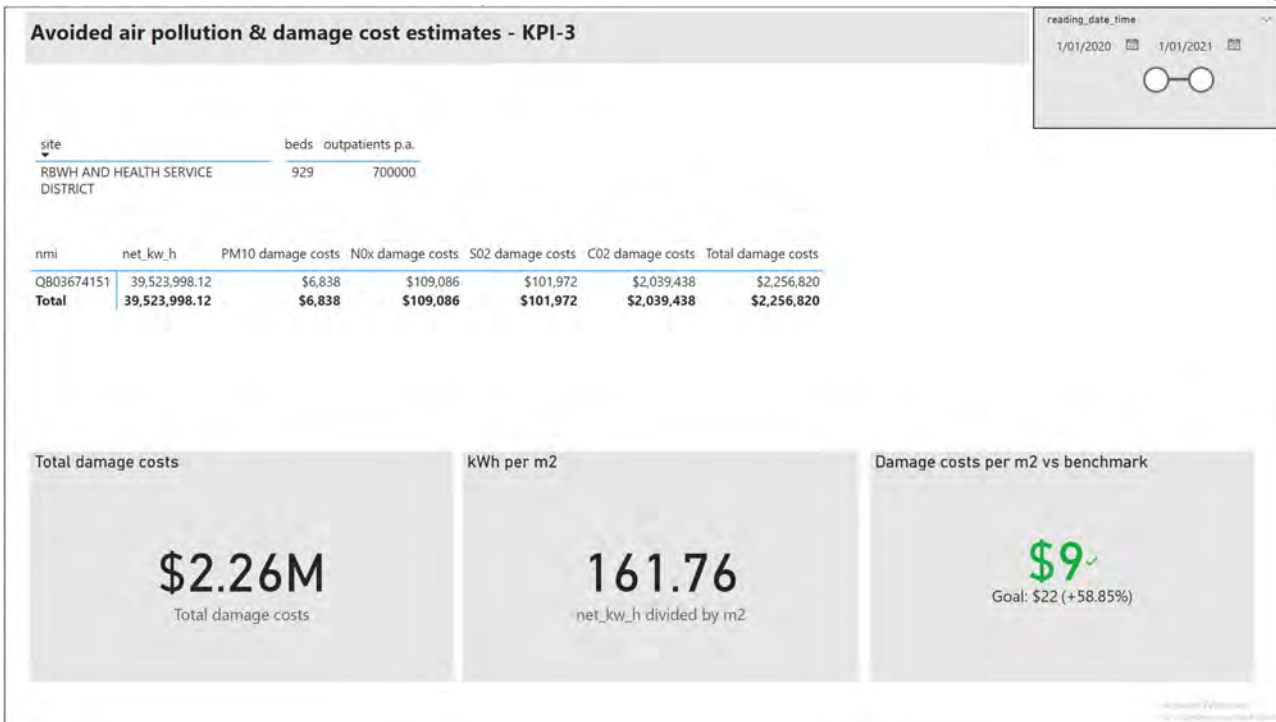 Avoided air pollution & damage cost estimates - KPI-3
reading_date_time
1/01/2020 1/01/2021
site beds outpatients p.a.
RBWH AND HEALTH SERVICE 929 700000
DISTRICT
nmi net_kw_h PM10 damage costs N0x damage costs S02 damage costs C02 damage costs Total damage costs
QB03674151 39,523,998.12 $6,838 $109,086 $101,972 $2,039,438 $2,256,820
Total 39,523,998.12 $6,838 $109,086 $101,972 $2,039,438 $2,256,820
Total damage costs
$2.26M
Total damage costs
kWh per m2
161.76
net_kw_h divided by m2
Damage costs per m2 vs benchmark
$9
Goal: $22 (+58.85%)